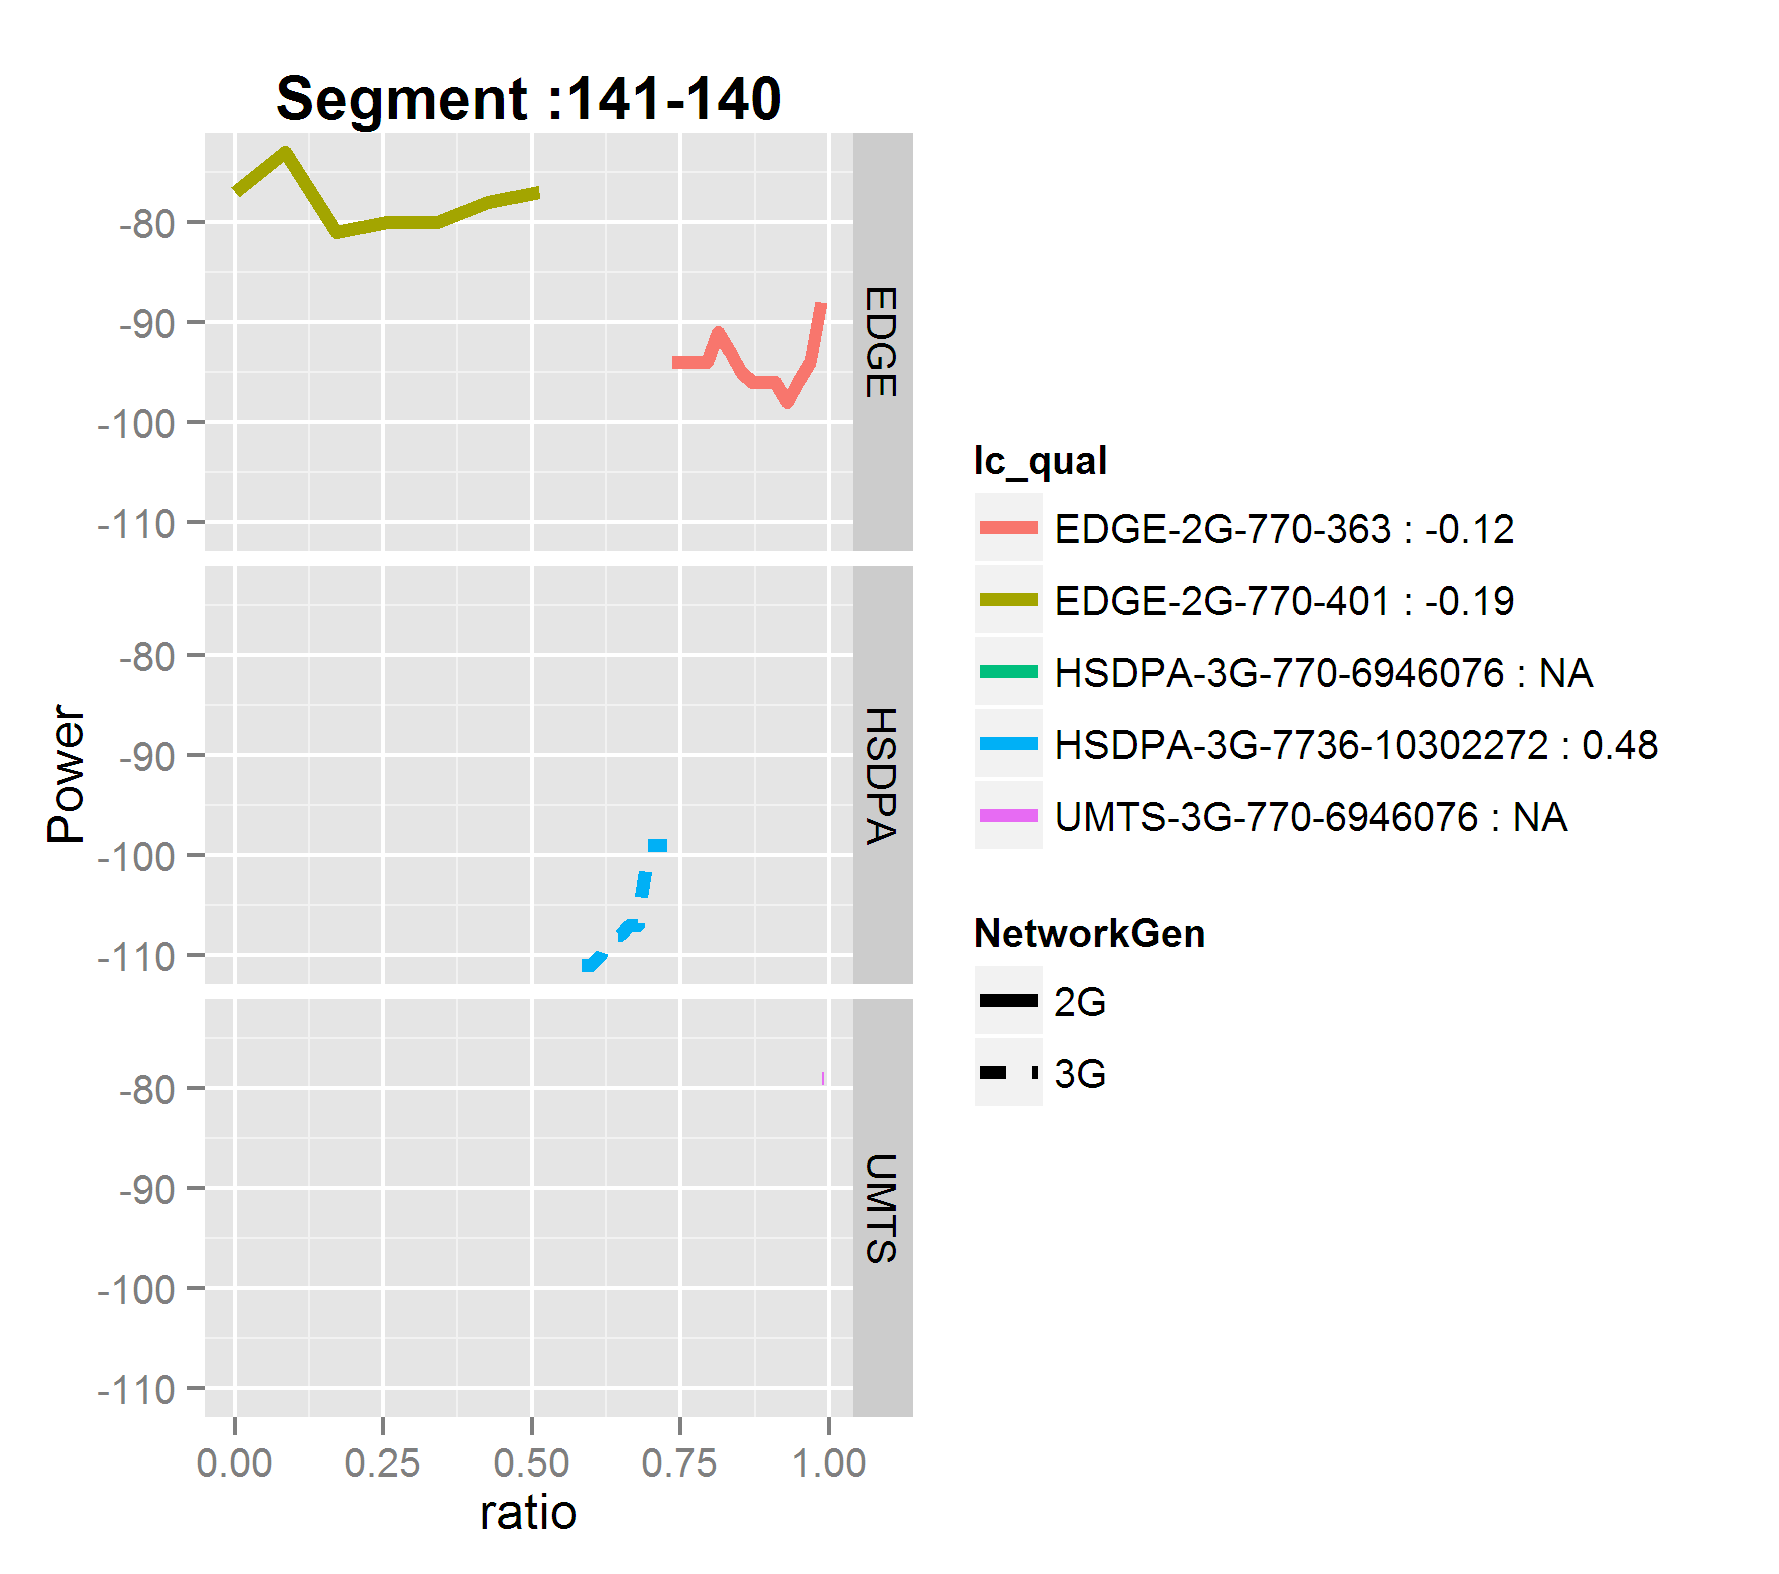 Segment :141-140
-80
-90
-100
-110
EDGE
-80
-90
-100
-110
HSDPA
-80
-90
-100
-110
UMTS
Power
0.00 0.25 0.50 0.75 1.00
ratio
lc_qual
EDGE-2G-770-363 : -0.12
EDGE-2G-770-401 : -0.19
HSDPA-3G-770-6946076 : NA
HSDPA-3G-7736-10302272 : 0.48
UMTS-3G-770-6946076 : NA
NetworkGen
2G
3G